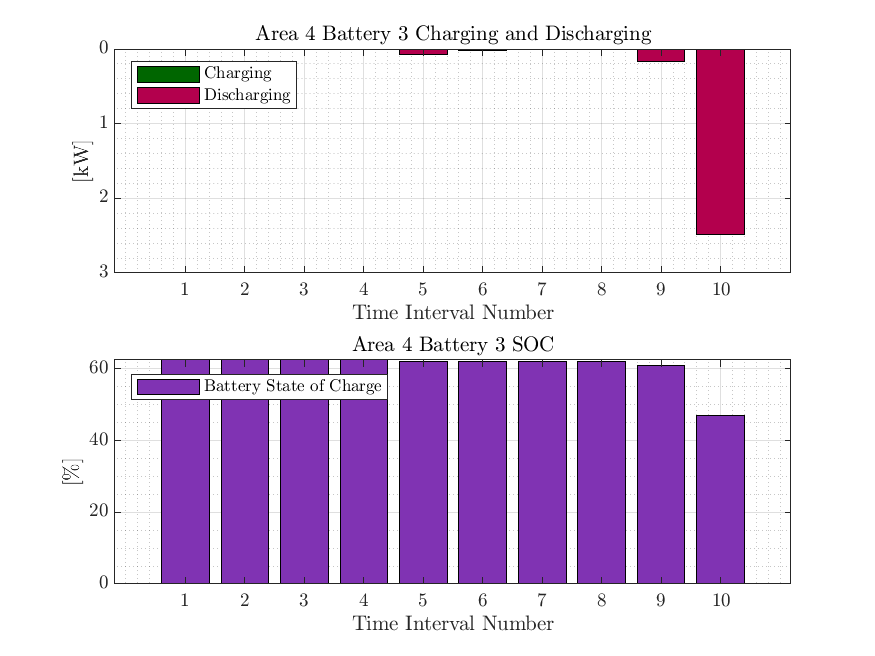 Area 4 Battery 3 Charging and Discharging
0
Charging
Discharging
1
[kW]
2
3
1 2 3 4 5 6 7 8 9 10
Time Interval Number
Area 4 Battery 3 SOC
60
Battery State of Charge
40
[%]
20
0
1 2 3 4 5 6 7 8 9 10
Time Interval Number